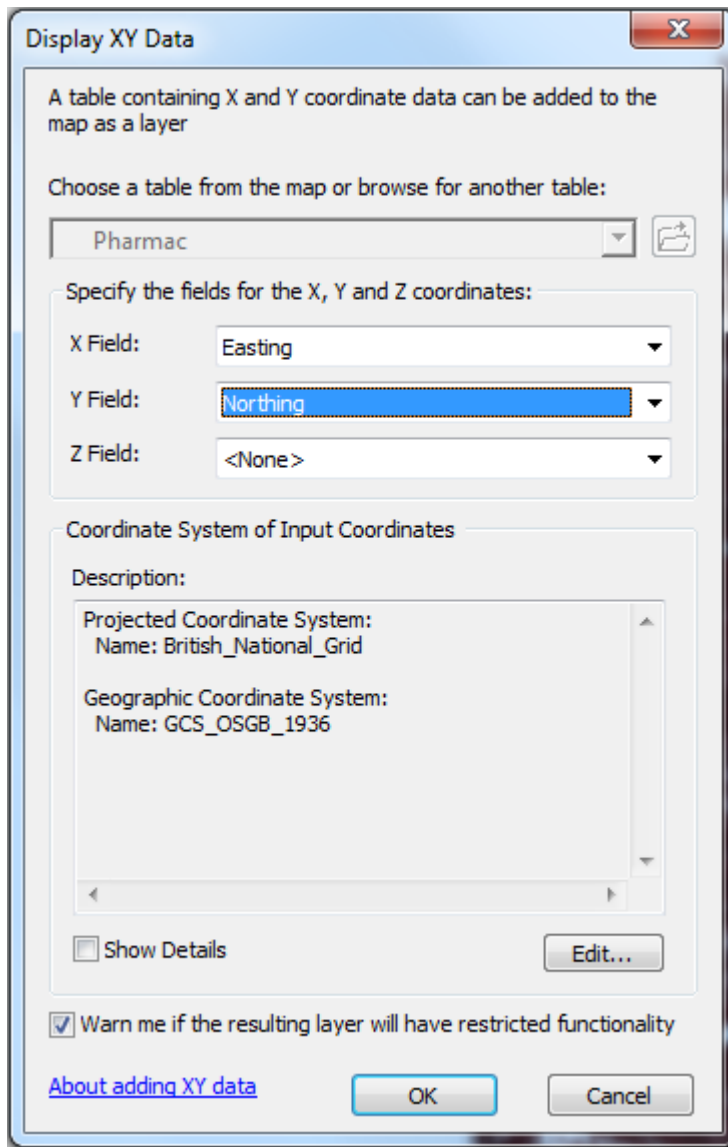 Display XY Data
A table containing X and Y coordinate data can be added to the
map as a layer
Choose a table from the map or browse for another table:
Pharmac
Specify the fields for the X, Y and Z coordinates:
X Field:
Easting
Y Field:
Northing
Z Field:
<None>
Coordinate System of Input Coordinates
Description:
Projected Coordinate System:
Name: British_National_Grid
Geographic Coordinate System:
Name: GCS_OSGB_1936
Show Details
Edit...
Warn me if the resulting layer will have restricted functionality
About adding XY data
OK
Cancel